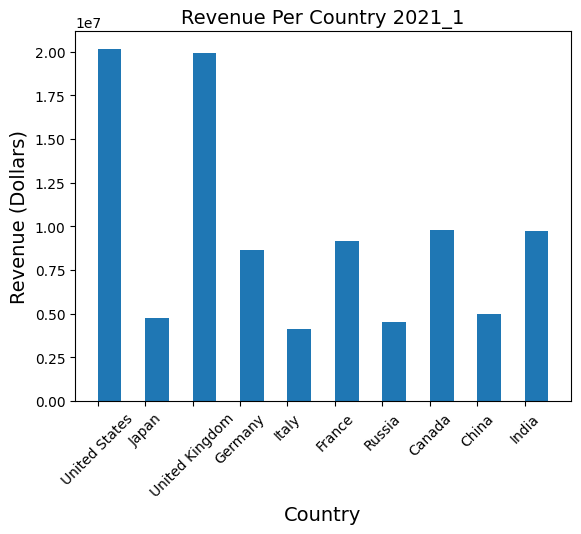 Revenue Per Country 2021_1
1e7
Revenue (Dollars)
2.00
1.75
1.50
1.25
1.00
0.75
0.50
0.25
0.00
United States
Japan
United Kingdom
Germany
Italy
France
Russia
Canada
China
India
Country